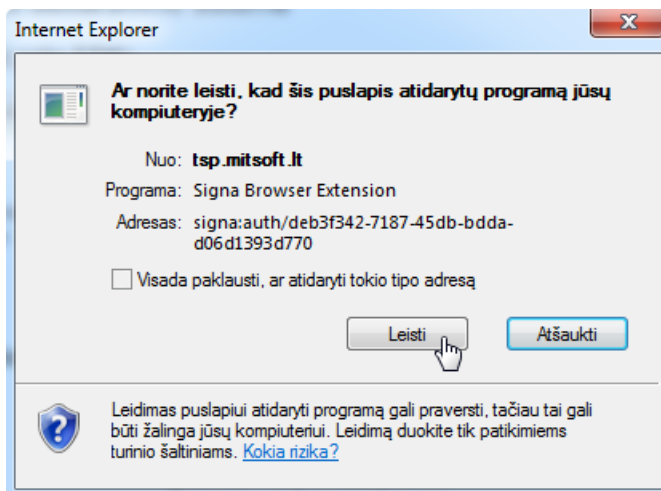 Internet Explorer
Ar norite leisti, kad šis puslapis atidarytų programą jūsų
kompiuteryje?
Nuo: tsp.mitsoft.lt
Programa: Signa Browser Extension
Adresas: signa:auth/deb3f342-7187-45db-bdda-
d06d1393d770
Visada paklausti, ar atidaryti tokio tipo adresą
Leisti Atšaukti
Leidimas puslapiui atidaryti programą gali praversti, tačiau tai gali
būti žalinga jūsų kompiuteriui. Leidimą duokite tik patikimiems
turinio šaltiniams. Kokia rizika?